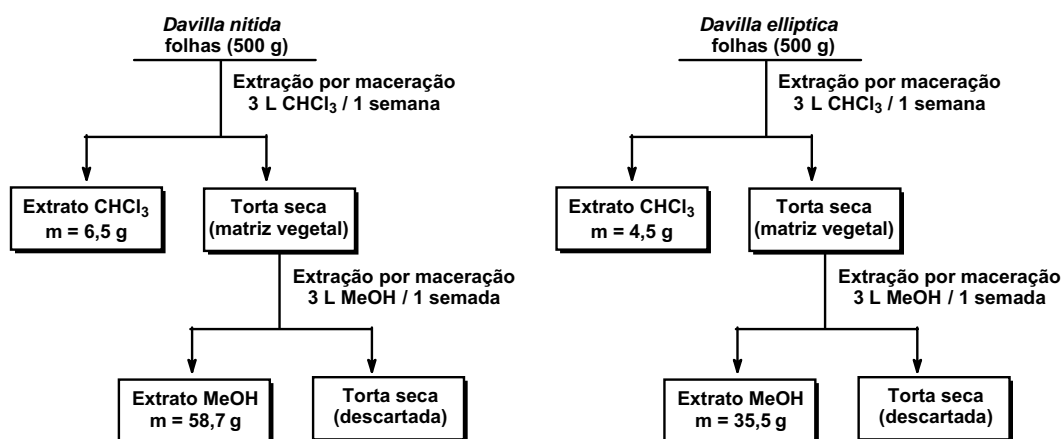 Davilla nitida
folhas (500 g)
Extração por maceração
3 L CHCl3 / 1 semana
Extrato CHCl3
m = 6,5 g
Torta seca
(matriz vegetal)
Extração por maceração
3 L MeOH / 1 semada
Extrato MeOH
m = 58,7 g
Torta seca
(descartada)
Davilla elliptica
folhas (500 g)
Extração por maceração
3 L CHCl3 / 1 semana
Extrato CHCl3
m = 4,5 g
Torta seca
(matriz vegetal)
Extração por maceração
3 L MeOH / 1 semada
Extrato MeOH
m = 35,5 g
Torta seca
(descartada)